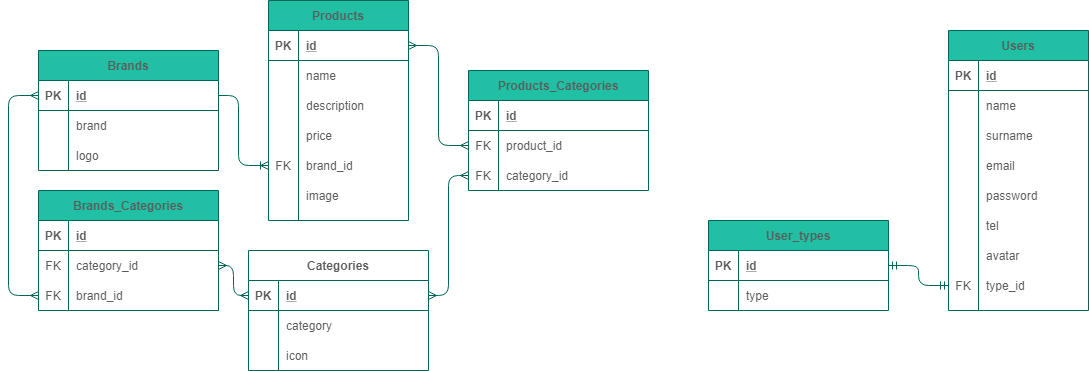 Products
PK id
name
description
price
FK brand_id
image
Brands
PK id
brand
logo
Brands_Categories
PK id
FK category_id
FK brand_id
Categories
PK id
category
icon
Products_Categories
PK id
FK product_id
FK category_id
User_types
PK id
type
Users
PK id
name
surname
email
password
tel
avatar
FK type_id